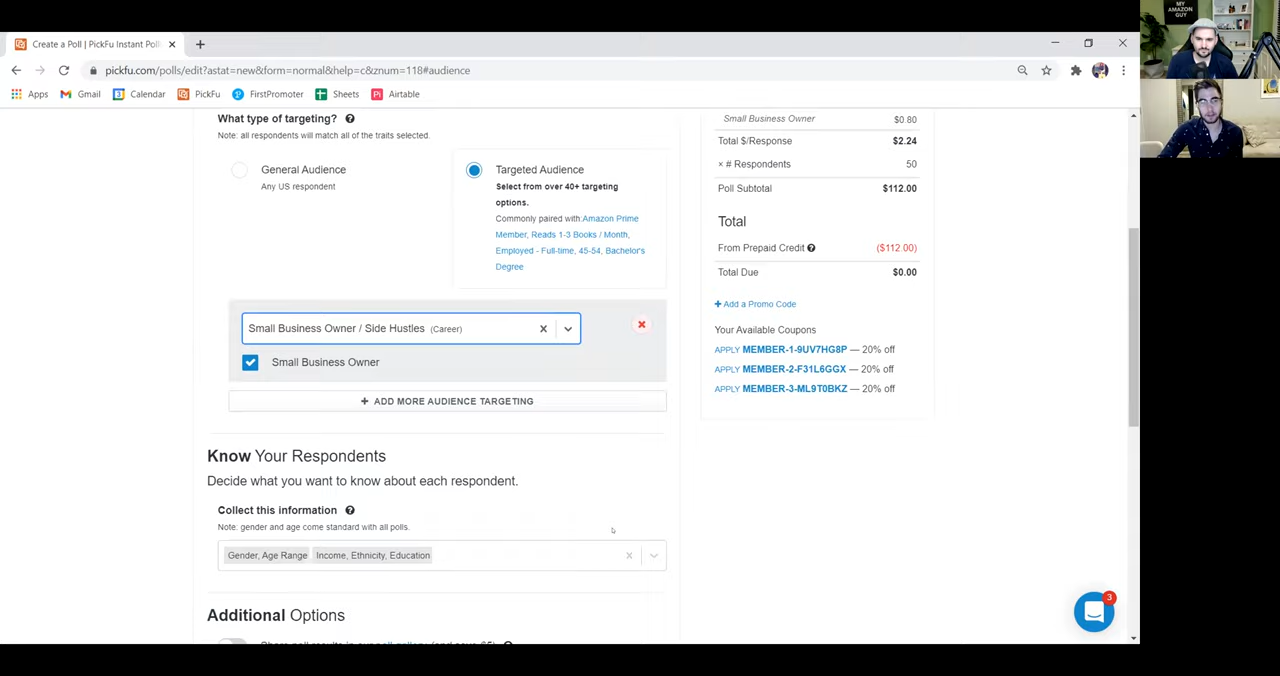 MY
AMAZON
GUY
Create a Poll | PickFu Instant Poll
pickfu.com/polls/edit?astat=new&form=normal&help=c&znum=118#audience
Apps Gmail Calendar PickFu FirstPromoter Sheets Airtable
What type of targeting?
Note: all respondents will match all of the traits selected.
General Audience
Any US respondent
Targeted Audience
Select from over 40+ targeting
options.
Commonly paired with:Amazon Prime
Member, Reads 1-3 Books / Month,
Employed - Full-time, 45-54, Bachelor's
Degree
Small Business Owner / Side Hustles (Career)
Small Business Owner
+ ADD MORE AUDIENCE TARGETING
Know Your Respondents
Decide what you want to know about each respondent.
Collect this information
Note: gender and age come standard with all polls.
Gender, Age Range Income, Ethnicity, Education
Additional Options
Small Business Owner $0.80
Total $/Response $2.24
× # Respondents 50
Poll Subtotal $112.00
Total
From Prepaid Credit ($112.00)
Total Due $0.00
+ Add a Promo Code
Your Available Coupons
APPLY MEMBER-1-9UV7HG8P — 20% off
APPLY MEMBER-2-F31L6GGX — 20% off
APPLY MEMBER-3-ML9T0BKZ — 20% off
3